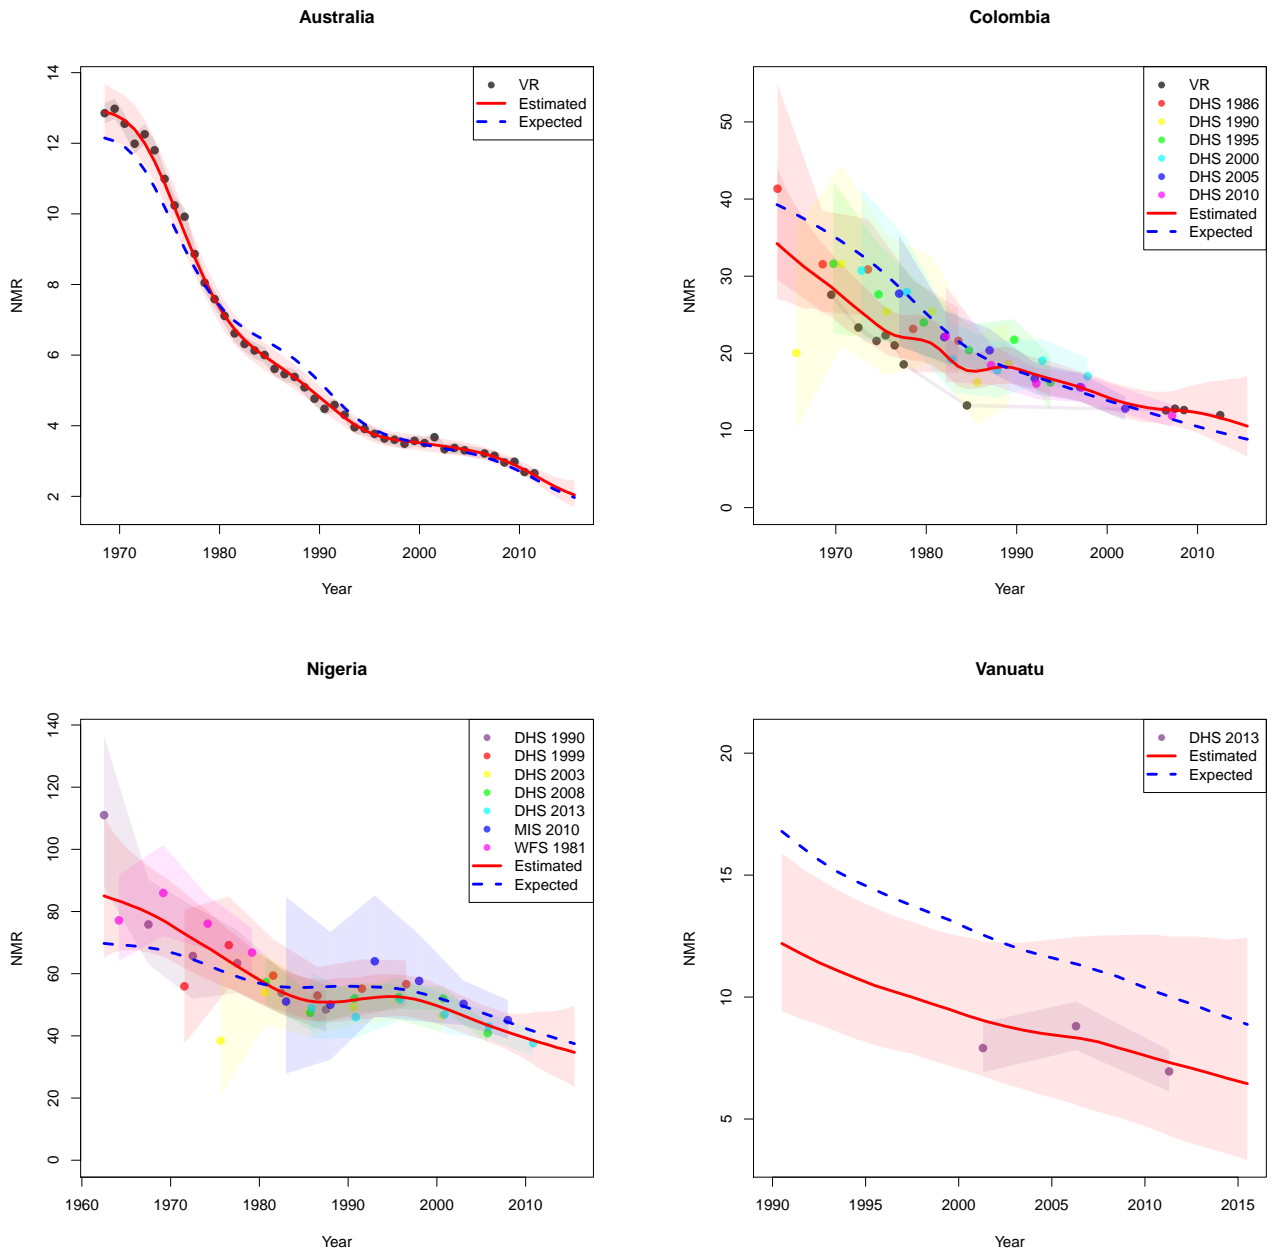 Australia
NMR
14
12
10
8
6
4
2
VR
Estimated
Expected
1970 1980 1990 2000 2010
Year
Colombia
NMR
50
40
30
20
10
0
VR
DHS 1986
DHS 1990
DHS 1995
DHS 2000
DHS 2005
DHS 2010
Estimated
Expected
1970 1980 1990 2000 2010
Year
Nigeria
NMR
140
120
100
80
60
40
20
0
DHS 1990
DHS 1999
DHS 2003
DHS 2008
DHS 2013
MIS 2010
WFS 1981
Estimated
Expected
1960 1970 1980 1990 2000 2010
Year
Vanuatu
NMR
20
15
10
5
DHS 2013
Estimated
Expected
1990 1995 2000 2005 2010 2015
Year